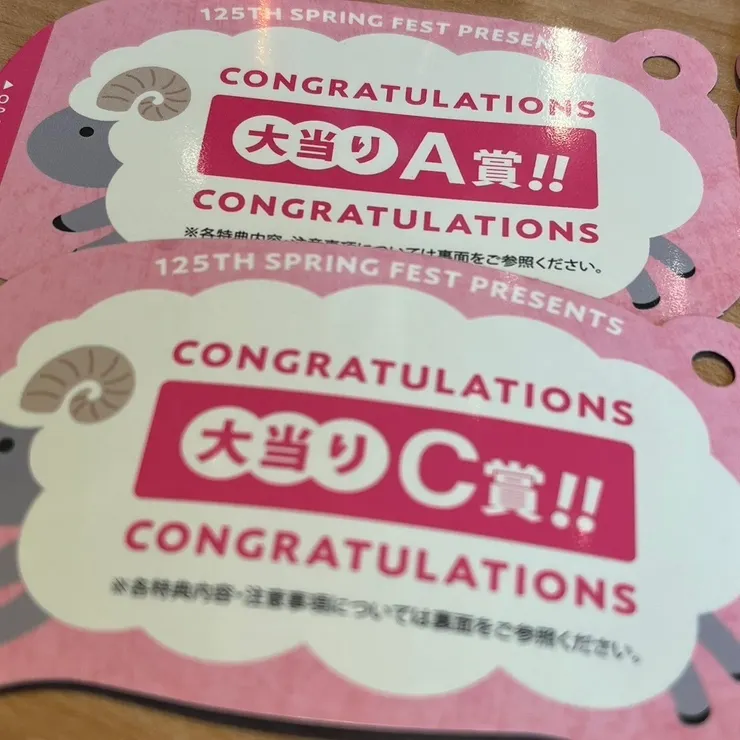 125TH SPRING FEST PRESENTS
CONGRATULATIONS
大当りA賞!!
CONGRATULATIONS
※各特典内容・注意事項については裏面をご参照ください。
125TH SPRING FEST PRESENTS
CONGRATULATIONS
大当りC賞!!
CONGRATULATIONS
※各特典内容・注意事項については裏面をご参照ください。